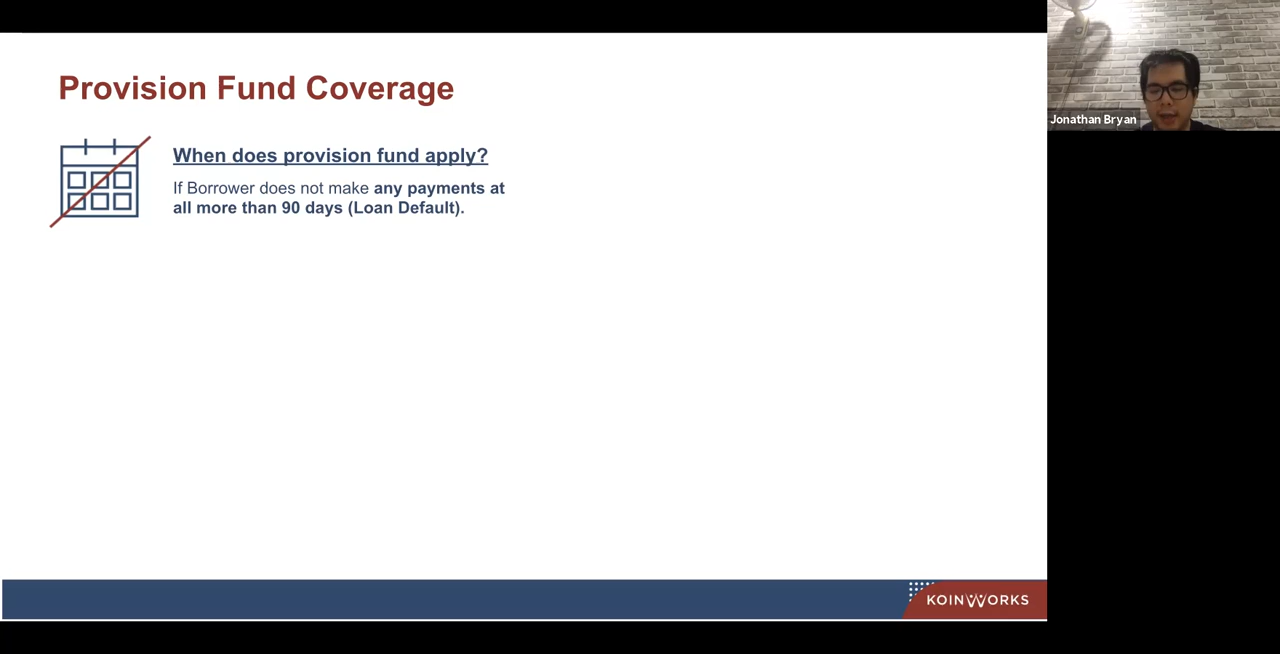 Provision Fund Coverage
When does provision fund apply?
If Borrower does not make any payments at
all more than 90 days (Loan Default).
KOINWORKS
Jonathan Bryan